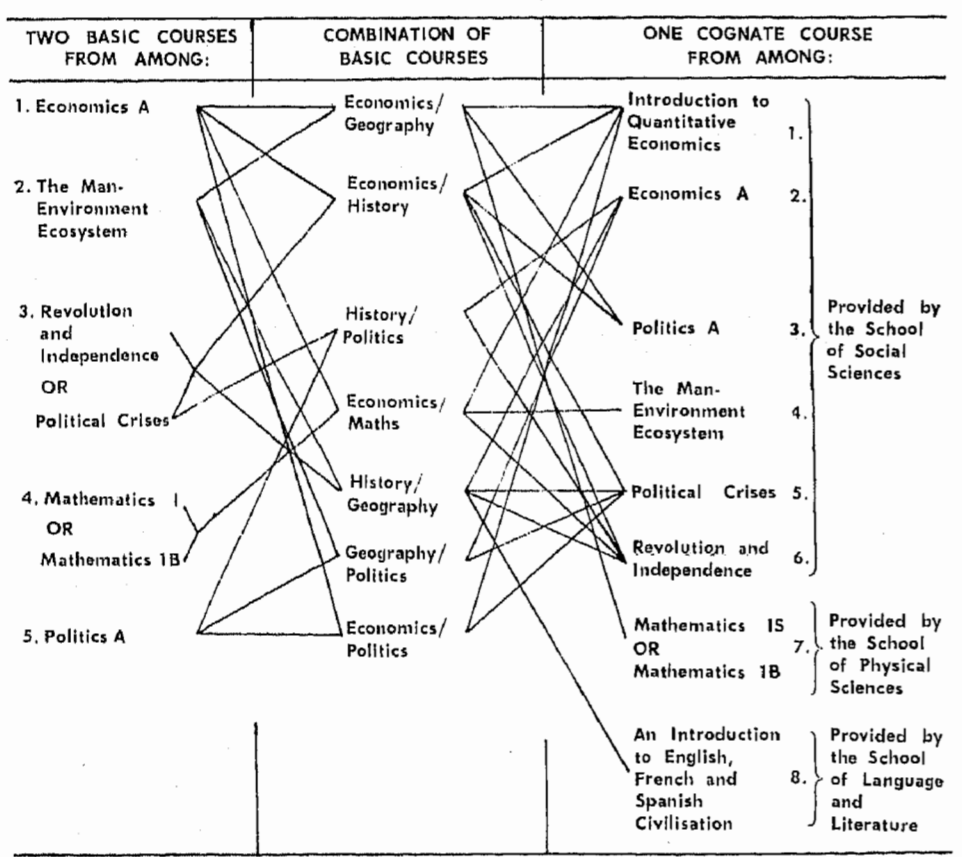 TWO BASIC COURSES
FROM AMONG:
COMBINATION OF
BASIC COURSES
ONE COGNATE COURSE
FROM AMONG:
1. Economics A
2. The Man-
Environment
Ecosystem
3. Revolution
and
Independence
OR
Political Crises
4. Mathematics I
OR
Mathematics 1B
5. Politics A
Economics/
Geography
Economics/
History
History/
Politics
Economics/
Maths
History/
Geography
Geography/
Politics
Economics/
Politics
Introduction to
Quantitative 1.
Economics
Economics A 2.
Politics A 3.
The Man-
Environment 4.
Ecosystem
Political Crises 5.
Revolution and
Independence 6.
Provided by
the School
of Social
Sciences
Mathematics IS
OR 7.
Mathematics 1B
Provided by
the School
of Physical
Sciences
An Introduction
to English,
French and 8.
Spanish
Civilisation
Provided by
the School
of Language
and
Literature